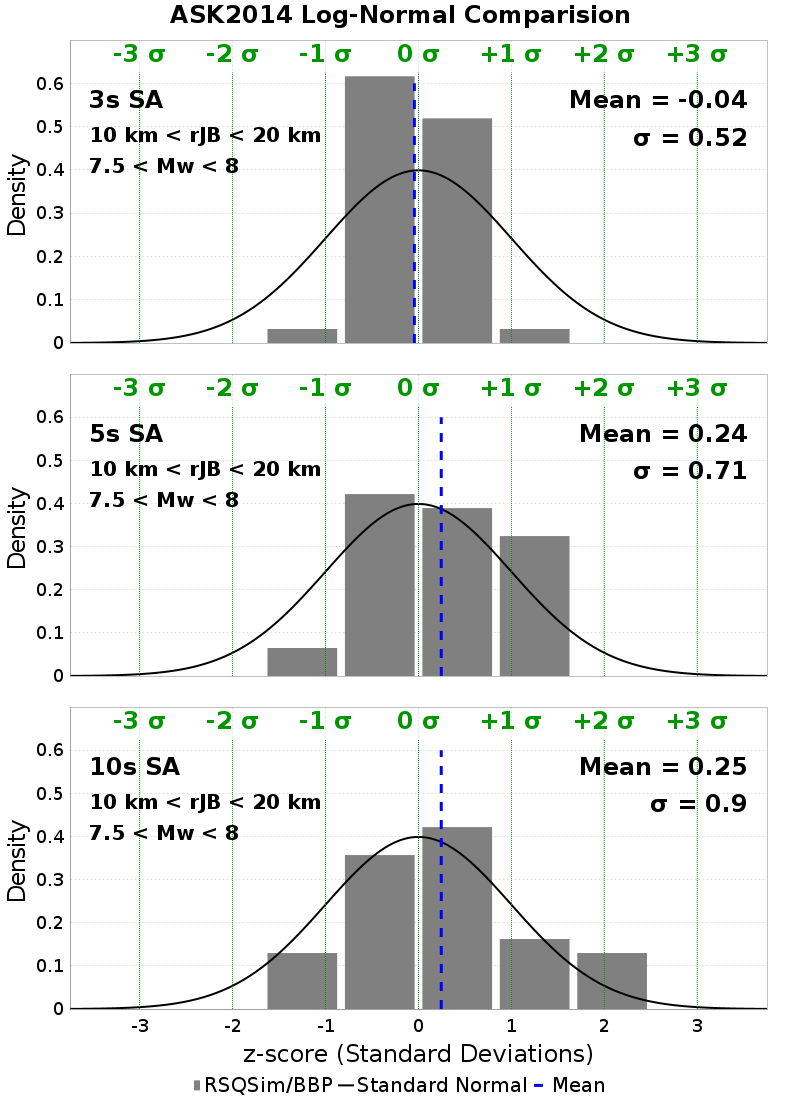 ASK2014 Log-Normal Comparision
-3 σ -2 σ -1 σ 0 σ +1 σ +2 σ +3 σ
3s SA
10 km < rJB < 20 km
7.5 < Mw < 8
Mean = -0.04
σ = 0.52
Density
0.6
0.5
0.4
0.3
0.2
0.1
0
-3 σ -2 σ -1 σ 0 σ +1 σ +2 σ +3 σ
5s SA
10 km < rJB < 20 km
7.5 < Mw < 8
Mean = 0.24
σ = 0.71
Density
0.6
0.5
0.4
0.3
0.2
0.1
0
-3 σ -2 σ -1 σ 0 σ +1 σ +2 σ +3 σ
10s SA
10 km < rJB < 20 km
7.5 < Mw < 8
Mean = 0.25
σ = 0.9
Density
0.6
0.5
0.4
0.3
0.2
0.1
0
-3 -2 -1 0 1 2 3
z-score (Standard Deviations)
RSQSim/BBP Standard Normal Mean